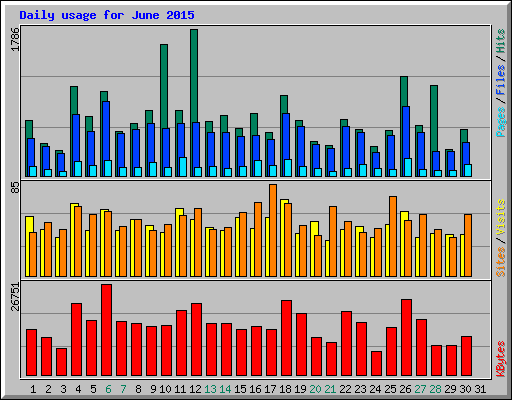 Daily usage for June 2015
1786
Pages / Files / Hits
85
Sites / Visits
26751
KBytes
1 2 3 4 5 6 7 8 9 10 11 12 13 14 15 16 17 18 19 20 21 22 23 24 25 26 27 28 29 30 31